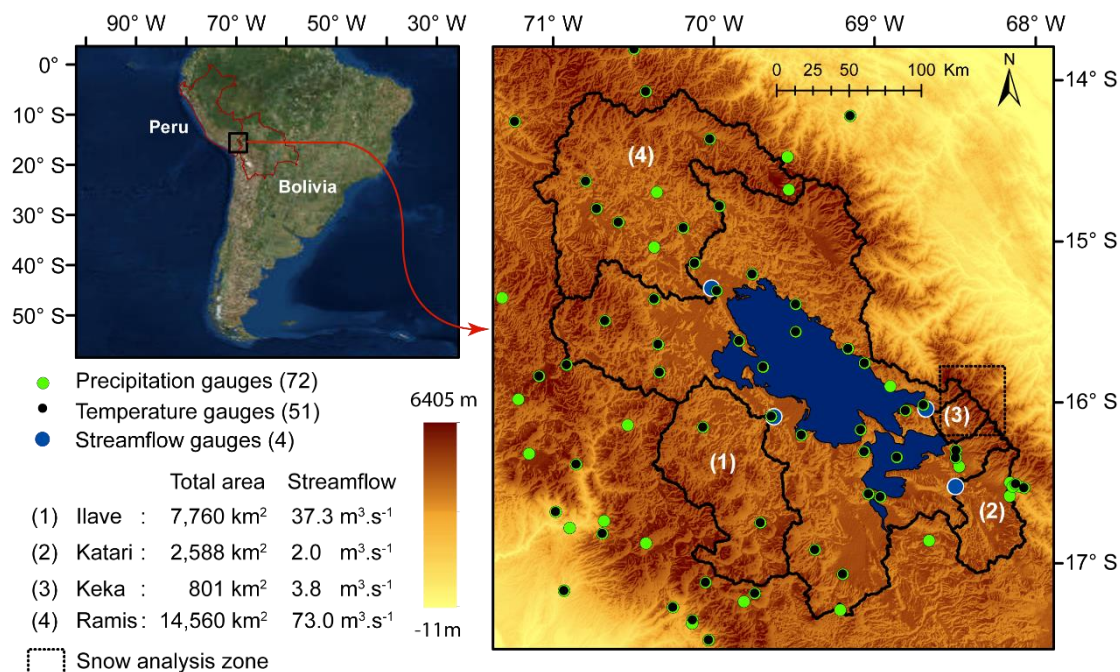 90° W 80° W 70° W 60° W 50° W 40° W 30° W
0°
10° S
20° S
30° S
40° S
50° S
Peru
Bolivia
71° W 70° W 69° W 68° W
14° S
15° S
16° S
17° S
0 25 50 100 Km
N
(4)
(3)
(1)
(2)
Precipitation gauges (72)
Temperature gauges (51)
Streamflow gauges (4)
6405 m
-11m
Total area Streamflow
(1) Ilave : 7,760 km² 37.3 m³.s⁻¹
(2) Katari : 2,588 km² 2.0 m³.s⁻¹
(3) Keka : 801 km² 3.8 m³.s⁻¹
(4) Ramis : 14,560 km² 73.0 m³.s⁻¹
Snow analysis zone